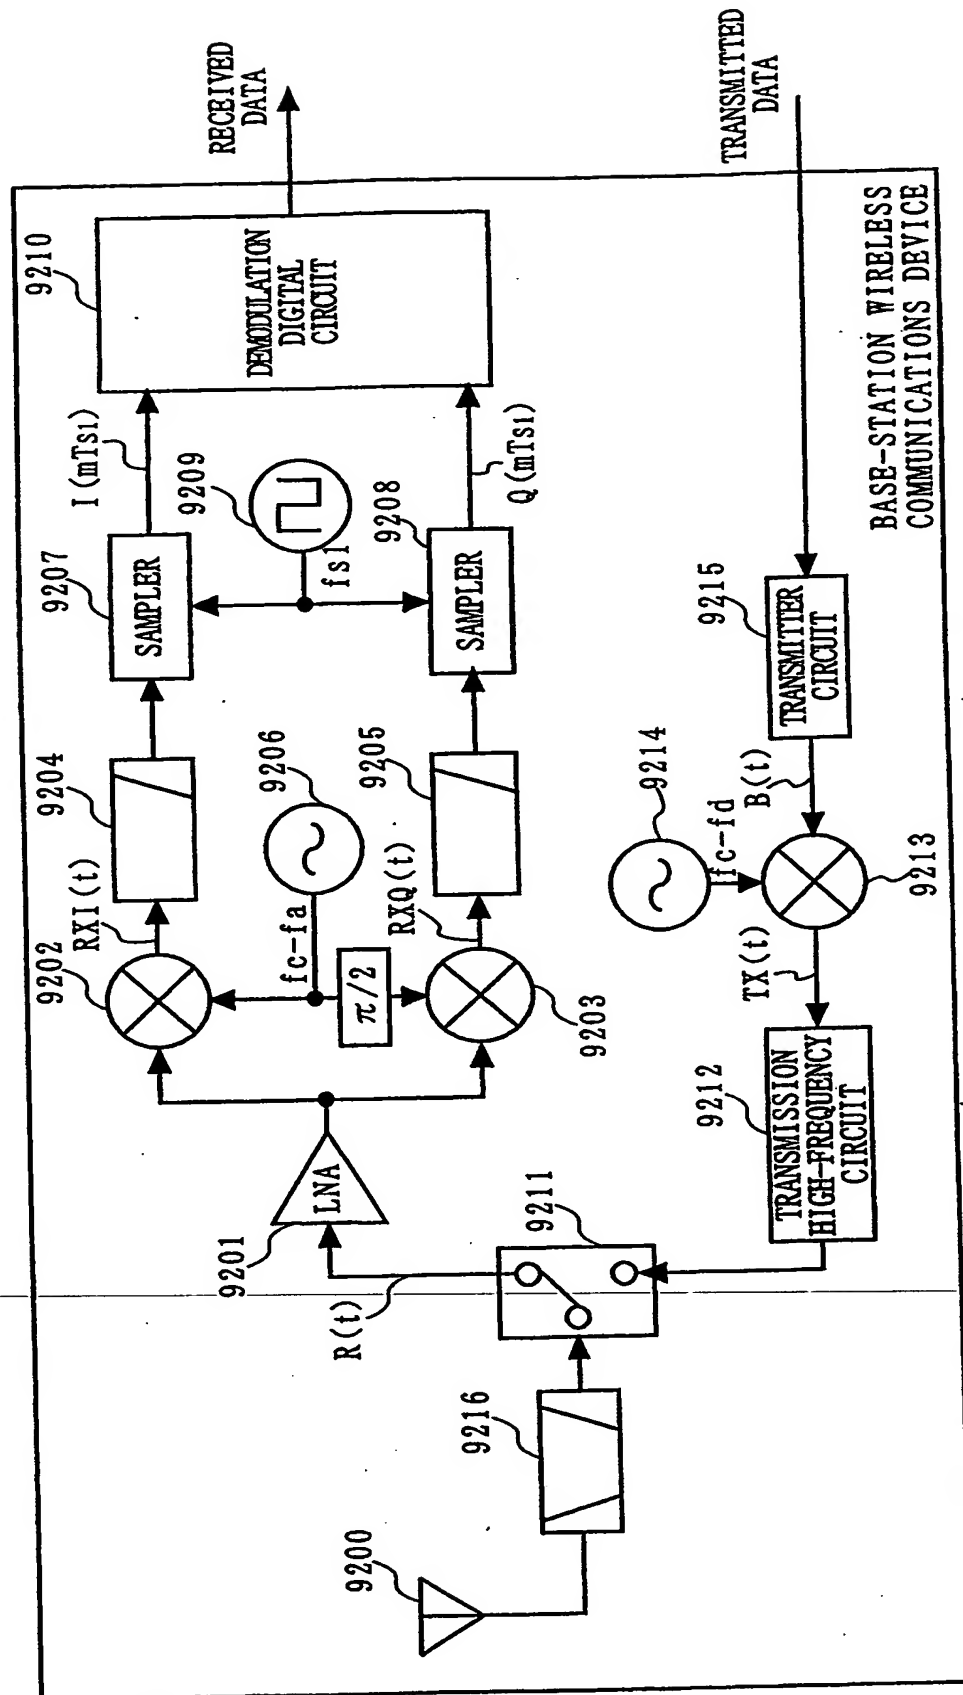 BASE-STATION WIRELESS
COMMUNICATIONS DEVICE
9200
9216
9211
R(t)
9201
LNA
9202
RXI(t)
9204
9207
SAMPLER
I(mTs1)
9210
DEMODULATION
DIGITAL
CIRCUIT
RECEIVED
DATA
fc-fa
9206
π/2
9209
fs1
9203
RXQ(t)
9205
9208
SAMPLER
Q(mTs1)
9212
TRANSMISSION
HIGH-FREQUENCY
CIRCUIT
TX(t)
9213
fc-fd
9214
B(t)
9215
TRANSMITTER
CIRCUIT
TRANSMITTED
DATA